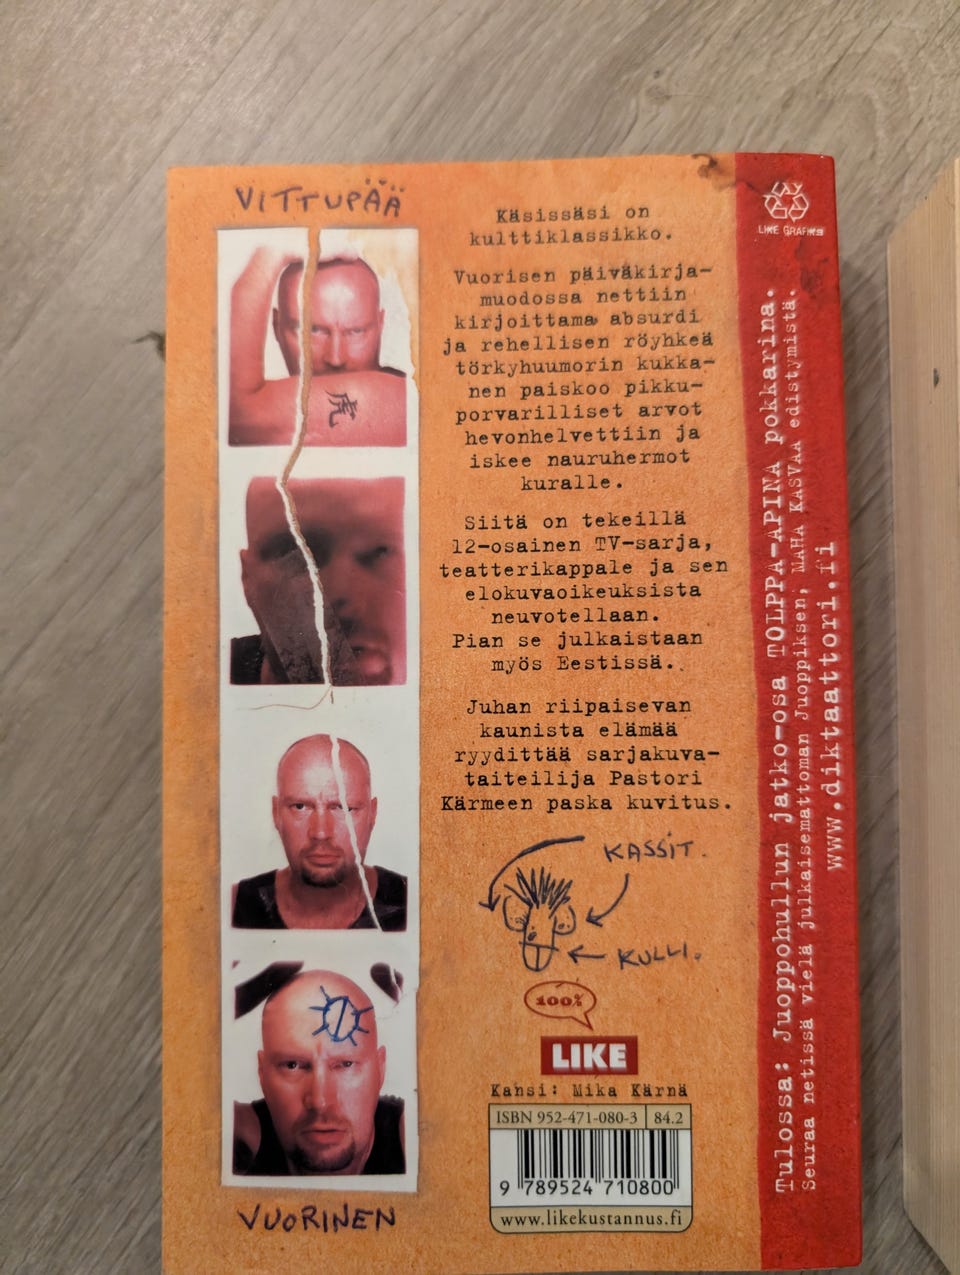 VITTUPÄÄ
虎
VUORINEN
Käsissäsi on
kulttiklassikko.
Vuorisen päiväkirja-
muodossa nettiin
kirjoittama absurdi
ja rehellisen röyhkeä
törkyhuumorin kukka-
nen paiskoo pikku-
porvarilliset arvot
hevonhelvettiin ja
iskee nauruhermot
kuralle.
Siitä on tekeillä
12-osainen TV-sarja,
teatterikappale ja sen
elokuvaoikeuksista
neuvotellaan.
Pian se julkaistaan
myös Eestissä.
Juhan riipaisevan
kaunista elämää
ryydittää sarjakuva-
taiteilija Pastori
Kärmeen paska kuvitus.
KASSIT.
KULLI.
100%
LIKE
Kansi: Mika Kärnä
ISBN 952-471-080-3 84.2
9 789524 710800
www.likekustannus.fi
LIKE GRAFIKS
Tulossa: Juoppohullun jatko-osa TOLPPA-APINA pokkarina.
Seuraa netissä vielä julkaisemattoman Juoppiksen, MAHA KASVAA edistymistä.
www.diktaattori.fi